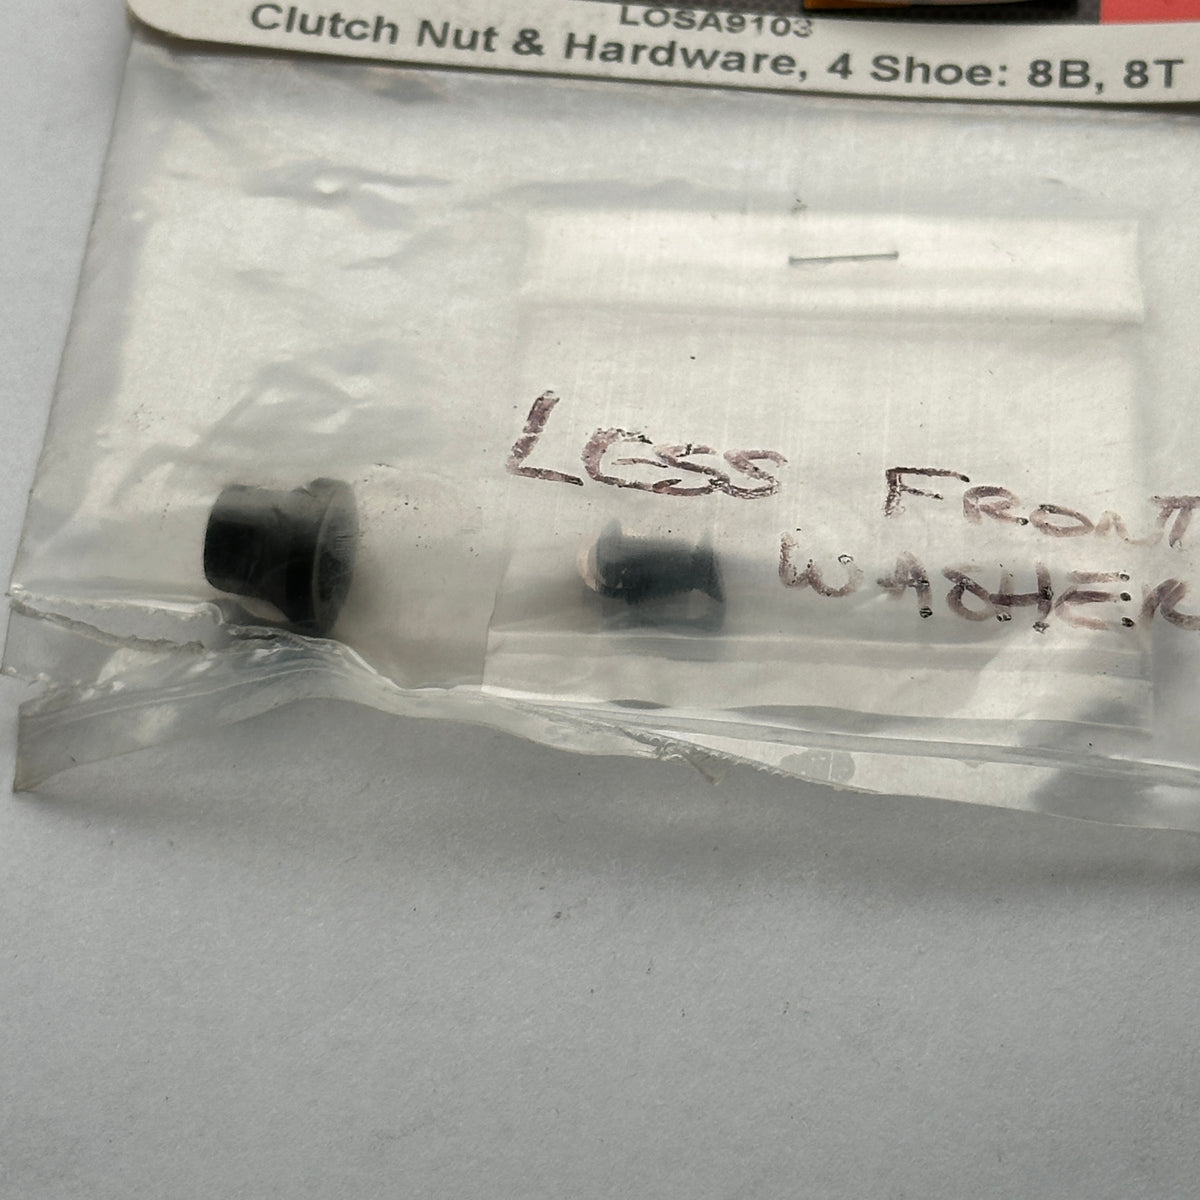 LOSA9103
Clutch Nut & Hardware, 4 Shoe: 8B, 8T
LESS FRONT
WASHER